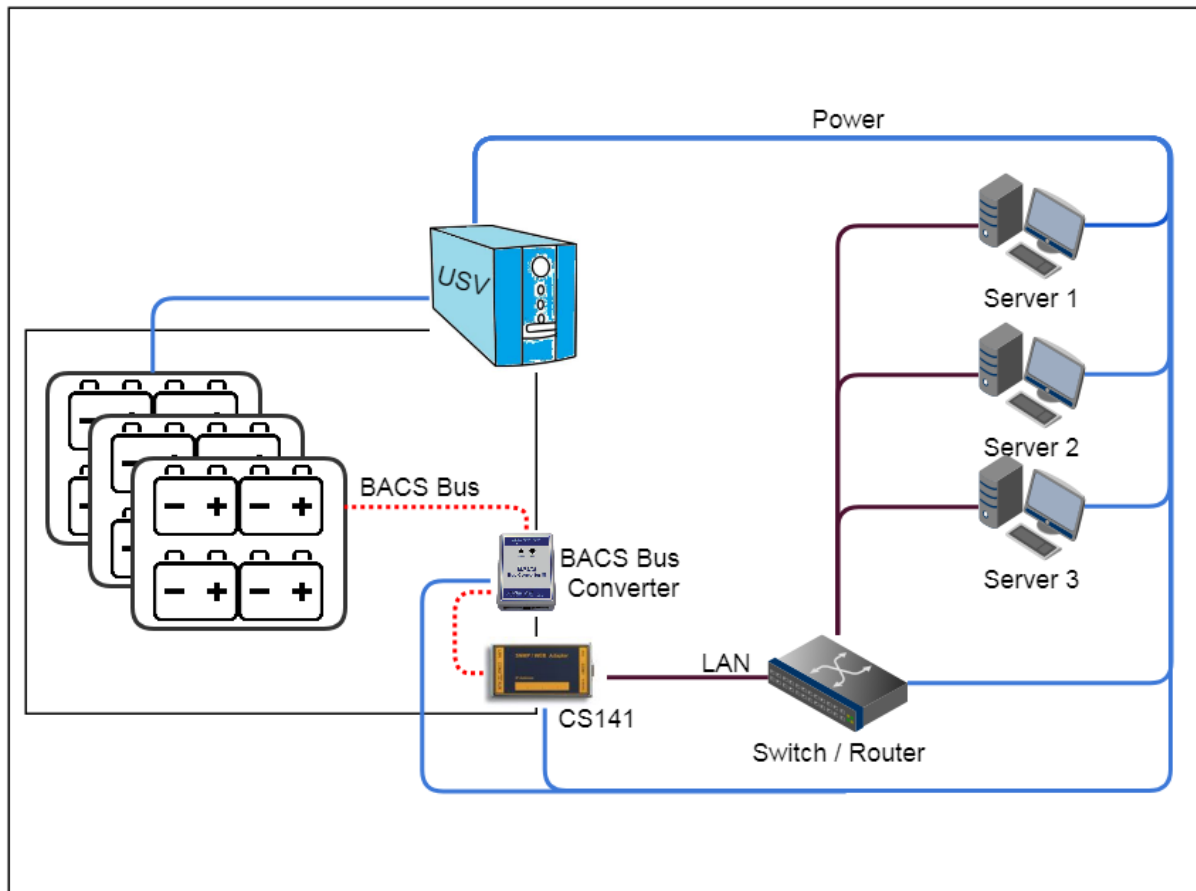 Power
USV
Server 1
Server 2
BACS Bus
BACS Bus
Converter
Server 3
LAN
CS141
Switch / Router